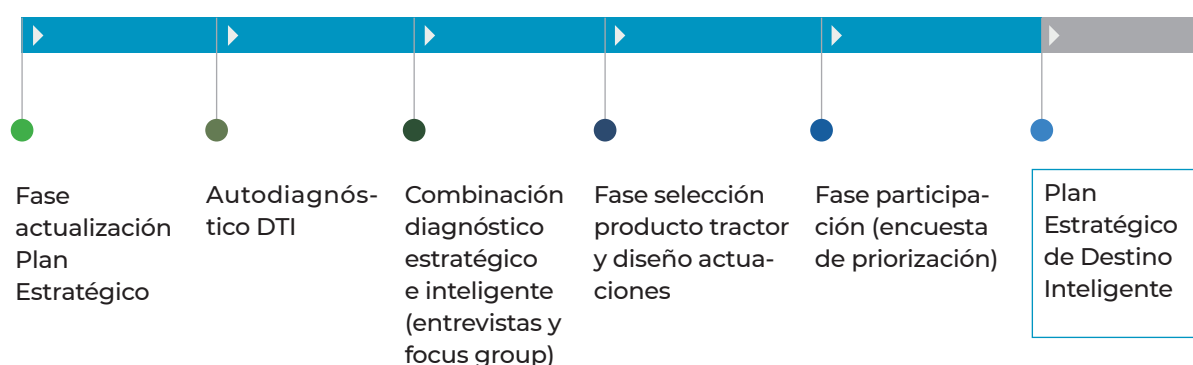 Fase
actualización
Plan
Estratégico
Autodiagnós-
tico DTI
Combinación
diagnóstico
estratégico
e inteligente
(entrevistas y
focus group)
Fase selección
producto tractor
y diseño actua-
ciones
Fase participa-
ción (encuesta
de priorización)
Plan
Estratégico
de Destino
Inteligente